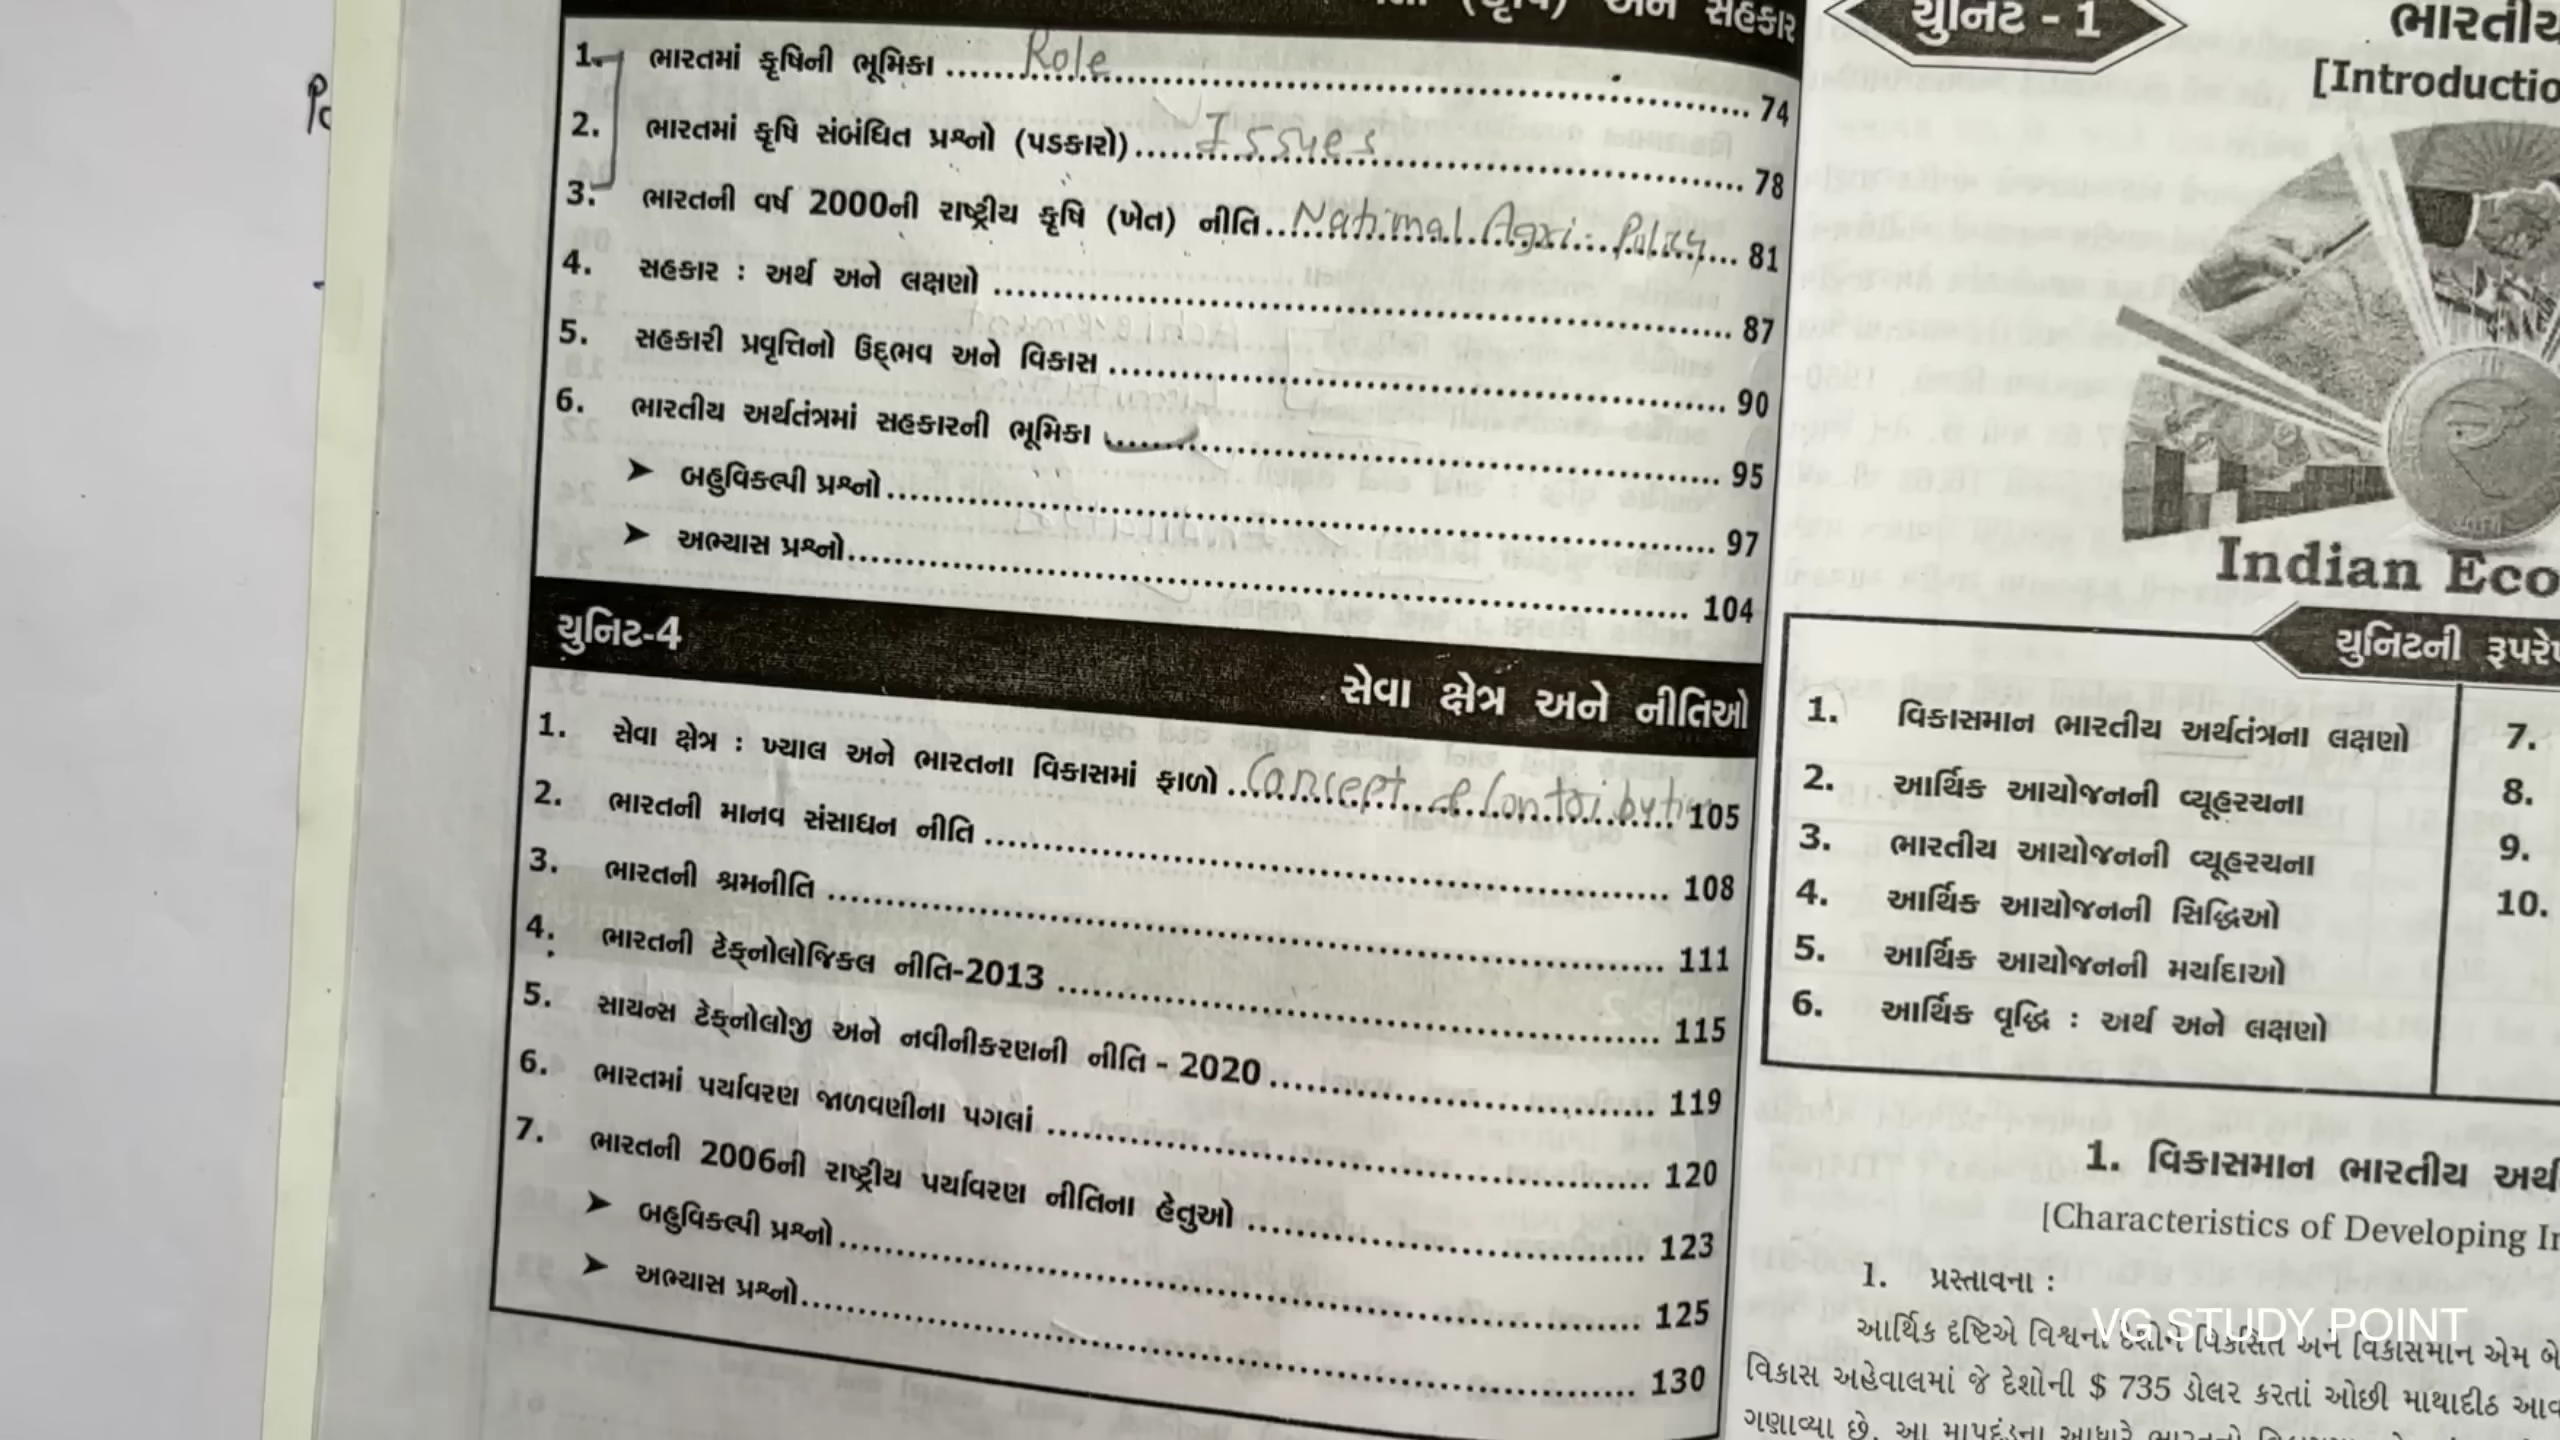 (કૃષિ) અને સહકાર
1. ભારતમાં કૃષિની ભૂમિકા Role 74
2. ભારતમાં કૃષિ સંબંધિત પ્રશ્નો (પડકારો) Issues 78
3. ભારતની વર્ષ 2000ની રાષ્ટ્રીય કૃષિ (ખેત) નીતિ National Agri. Policy 81
4. સહકાર : અર્થ અને લક્ષણો 87
5. સહકારી પ્રવૃત્તિનો ઉદ્ભવ અને વિકાસ 90
6. ભારતીય અર્થતંત્રમાં સહકારની ભૂમિકા 95
➤ બહુવિકલ્પી પ્રશ્નો 97
➤ અભ્યાસ પ્રશ્નો 104
યુનિટ-4
સેવા ક્ષેત્ર અને નીતિઓ
1. સેવા ક્ષેત્ર : ખ્યાલ અને ભારતના વિકાસમાં ફાળો Concept & Contribution 105
2. ભારતની માનવ સંસાધન નીતિ 108
3. ભારતની શ્રમનીતિ 111
4. ભારતની ટેક્નોલોજિકલ નીતિ-2013 115
5. સાયન્સ ટેક્નોલોજી અને નવીનીકરણની નીતિ - 2020 119
6. ભારતમાં પર્યાવરણ જાળવણીના પગલાં 120
7. ભારતની 2006ની રાષ્ટ્રીય પર્યાવરણ નીતિના હેતુઓ 123
➤ બહુવિકલ્પી પ્રશ્નો 125
➤ અભ્યાસ પ્રશ્નો 130
યુનિટ - 1
ભારતીય
[Introductio
Indian Eco
યુનિટની રૂપરે
1. વિકાસમાન ભારતીય અર્થતંત્રના લક્ષણો
2. આર્થિક આયોજનની વ્યૂહરચના
3. ભારતીય આયોજનની વ્યૂહરચના
4. આર્થિક આયોજનની સિદ્ધિઓ
5. આર્થિક આયોજનની મર્યાદાઓ
6. આર્થિક વૃદ્ધિ : અર્થ અને લક્ષણો
7.
8.
9.
10.
1. વિકાસમાન ભારતીય અર્થ
[Characteristics of Developing In
1. પ્રસ્તાવના :
આર્થિક દૃષ્ટિએ વિશ્વના દેશોને વિકસિત અને વિકાસમાન એમ બે
વિકાસ અહેવાલમાં જે દેશોની $ 735 ડોલર કરતાં ઓછી માથાદીઠ આવ
ગણાવ્યા છે. આ માપદંડના આધારે ભારતનો
VG STUDY POINT